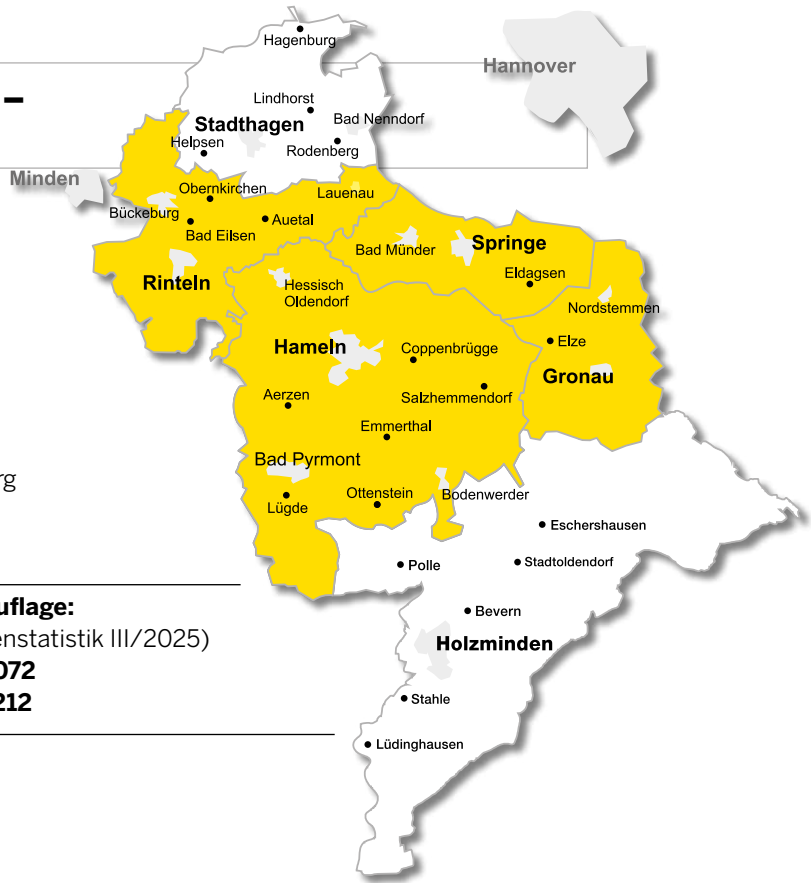 –
Hagenburg
Hannover
Lindhorst
Bad Nenndorf
Stadthagen
Helpsen
Rodenberg
Minden
Obernkirchen
Lauenau
Bückeburg
Auetal
Bad Eilsen
Bad Münder
Springe
Rinteln
Hessisch
Oldendorf
Eldagsen
Nordstemmen
Hameln
Coppenbrügge
Elze
Gronau
Aerzen
Salzhemmendorf
Emmerthal
Bad Pyrmont
rg
Lügde
Ottenstein
Bodenwerder
Eschershausen
Polle
Stadtoldendorf
uflage:
enstatistik III/2025)
072
212
Bevern
Holzminden
Stahle
Lüdinghausen